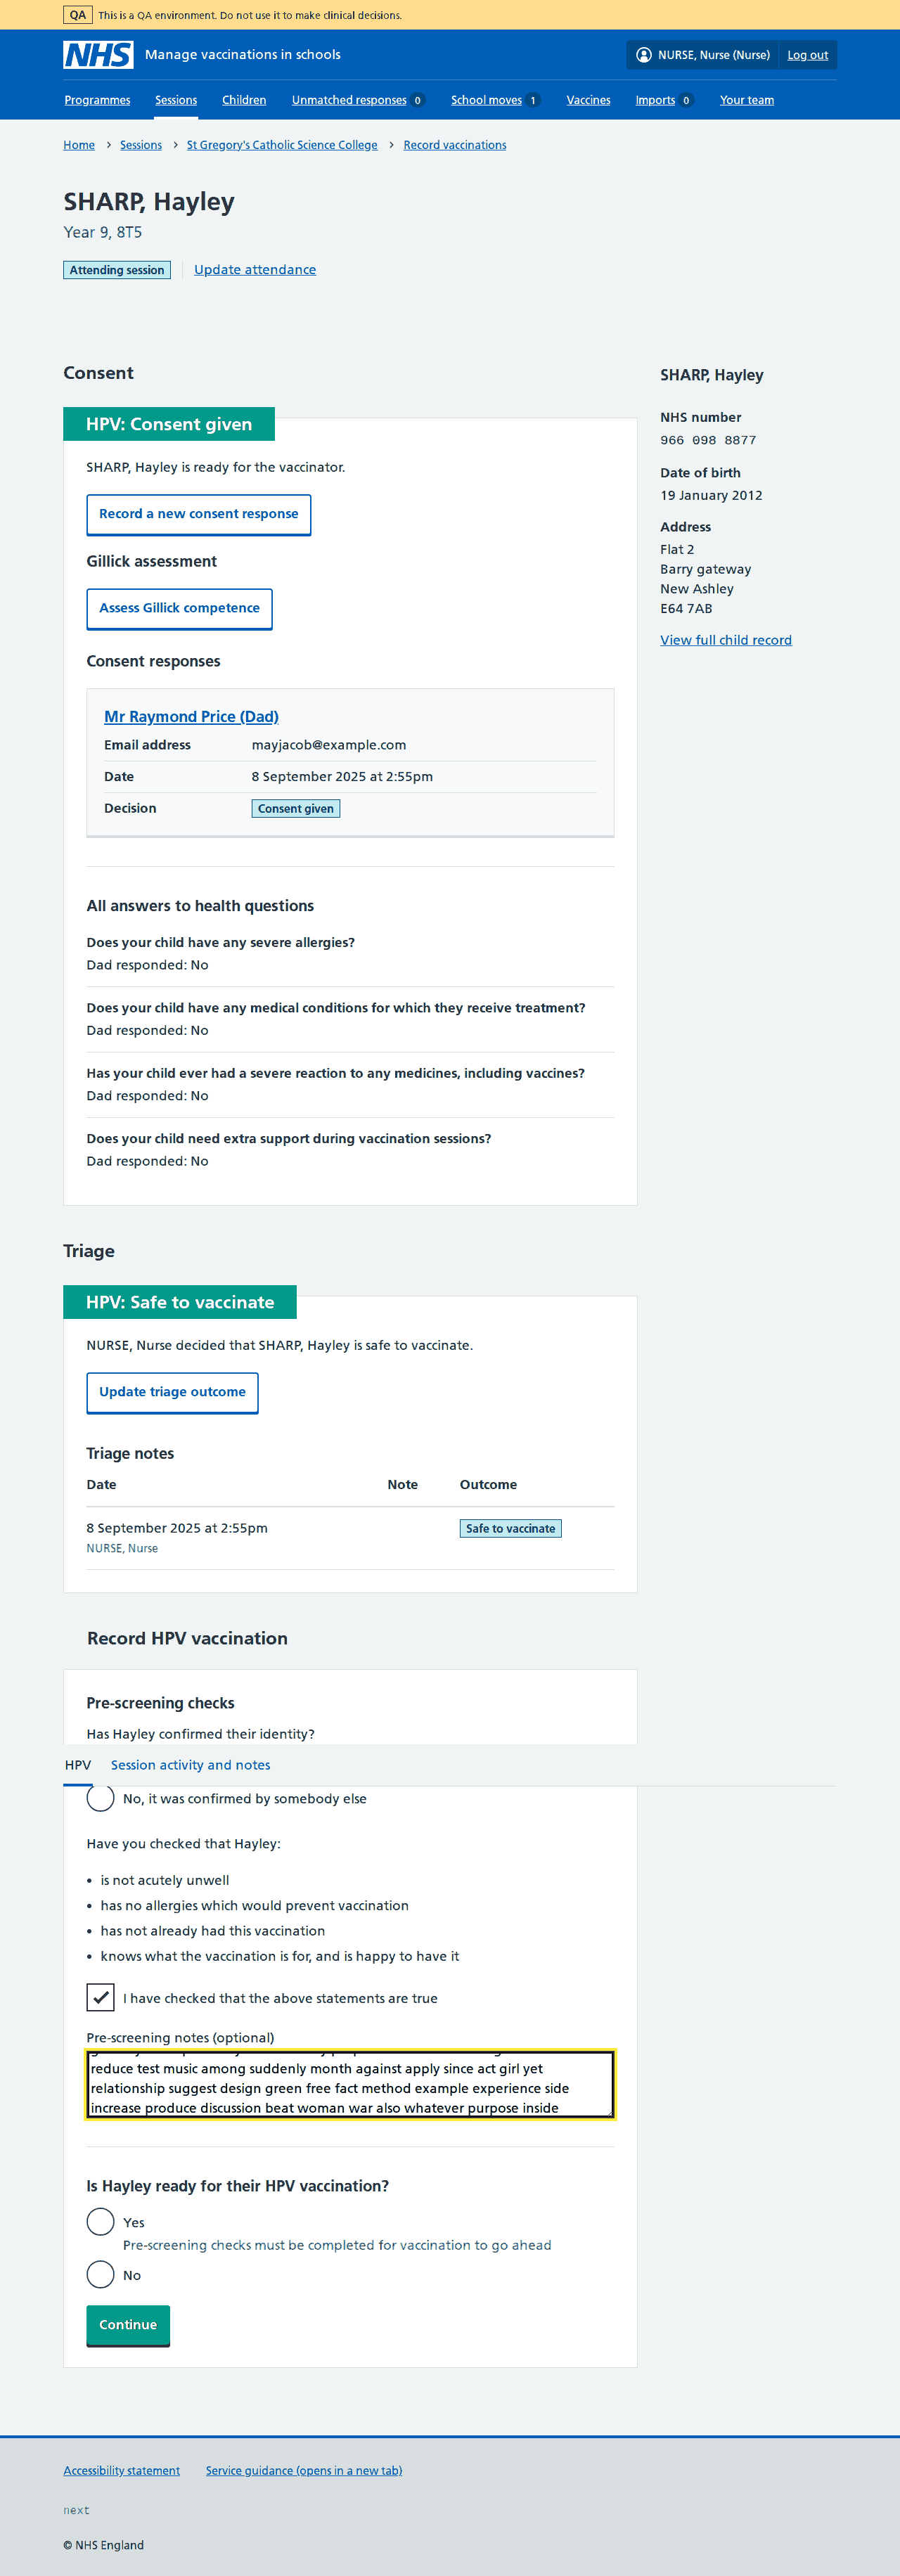 QA This is a QA environment. Do not use it to make clinical decisions.
NHS Manage vaccinations in schools NURSE, Nurse (Nurse) Log out
Programmes Sessions Children Unmatched responses 0 School moves 1 Vaccines Imports 0 Your team
Home Sessions St Gregory's Catholic Science College Record vaccinations
SHARP, Hayley
Year 9, 8T5
Attending session Update attendance
Consent
HPV: Consent given
SHARP, Hayley is ready for the vaccinator.
Record a new consent response
Gillick assessment
Assess Gillick competence
Consent responses
Mr Raymond Price (Dad)
Email address mayjacob@example.com
Date 8 September 2025 at 2:55pm
Decision Consent given
All answers to health questions
Does your child have any severe allergies?
Dad responded: No
Does your child have any medical conditions for which they receive treatment?
Dad responded: No
Has your child ever had a severe reaction to any medicines, including vaccines?
Dad responded: No
Does your child need extra support during vaccination sessions?
Dad responded: No
SHARP, Hayley
NHS number
966 098 8877
Date of birth
19 January 2012
Address
Flat 2
Barry gateway
New Ashley
E64 7AB
View full child record
Triage
HPV: Safe to vaccinate
NURSE, Nurse decided that SHARP, Hayley is safe to vaccinate.
Update triage outcome
Triage notes
Date Note Outcome
8 September 2025 at 2:55pm Safe to vaccinate
NURSE, Nurse
Record HPV vaccination
Pre-screening checks
Has Hayley confirmed their identity?
HPV Session activity and notes
No, it was confirmed by somebody else
Have you checked that Hayley:
• is not acutely unwell
• has no allergies which would prevent vaccination
• has not already had this vaccination
• knows what the vaccination is for, and is happy to have it
I have checked that the above statements are true
Pre-screening notes (optional)
reduce test music among suddenly month against apply since act girl yet
relationship suggest design green free fact method example experience side
increase produce discussion beat woman war also whatever purpose inside
Is Hayley ready for their HPV vaccination?
Yes
Pre-screening checks must be completed for vaccination to go ahead
No
Continue
Accessibility statement Service guidance (opens in a new tab)
next
© NHS England